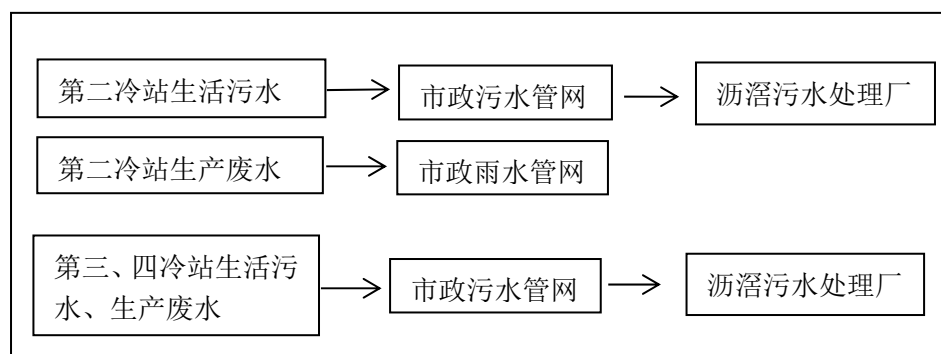 第二冷站生活污水
市政污水管网
沥滘污水处理厂
第二冷站生产废水
市政雨水管网
第三、四冷站生活污
水、生产废水
市政污水管网
沥滘污水处理厂